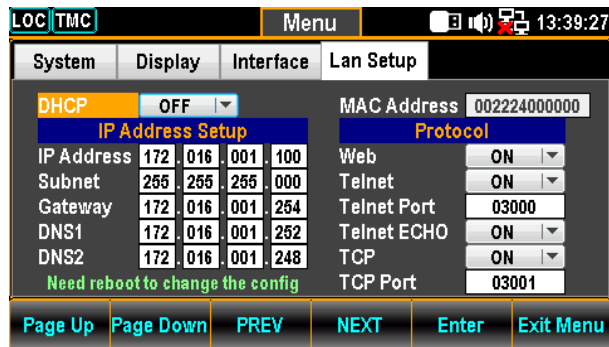 LOC TMC Menu E 13:39:27
System Display Interface Lan Setup
DHCP OFF MAC Address 002224000000
IP Address Setup Protocol
IP Address 172 . 016 . 001 . 100 Web ON
Subnet 255 . 255 . 255 . 000 Telnet ON
Gateway 172 . 016 . 001 . 254 Telnet Port 03000
DNS1 172 . 016 . 001 . 252 Telnet ECHO ON
DNS2 172 . 016 . 001 . 248 TCP ON
Need reboot to change the config TCP Port 03001
Page Up Page Down PREV NEXT Enter Exit Menu